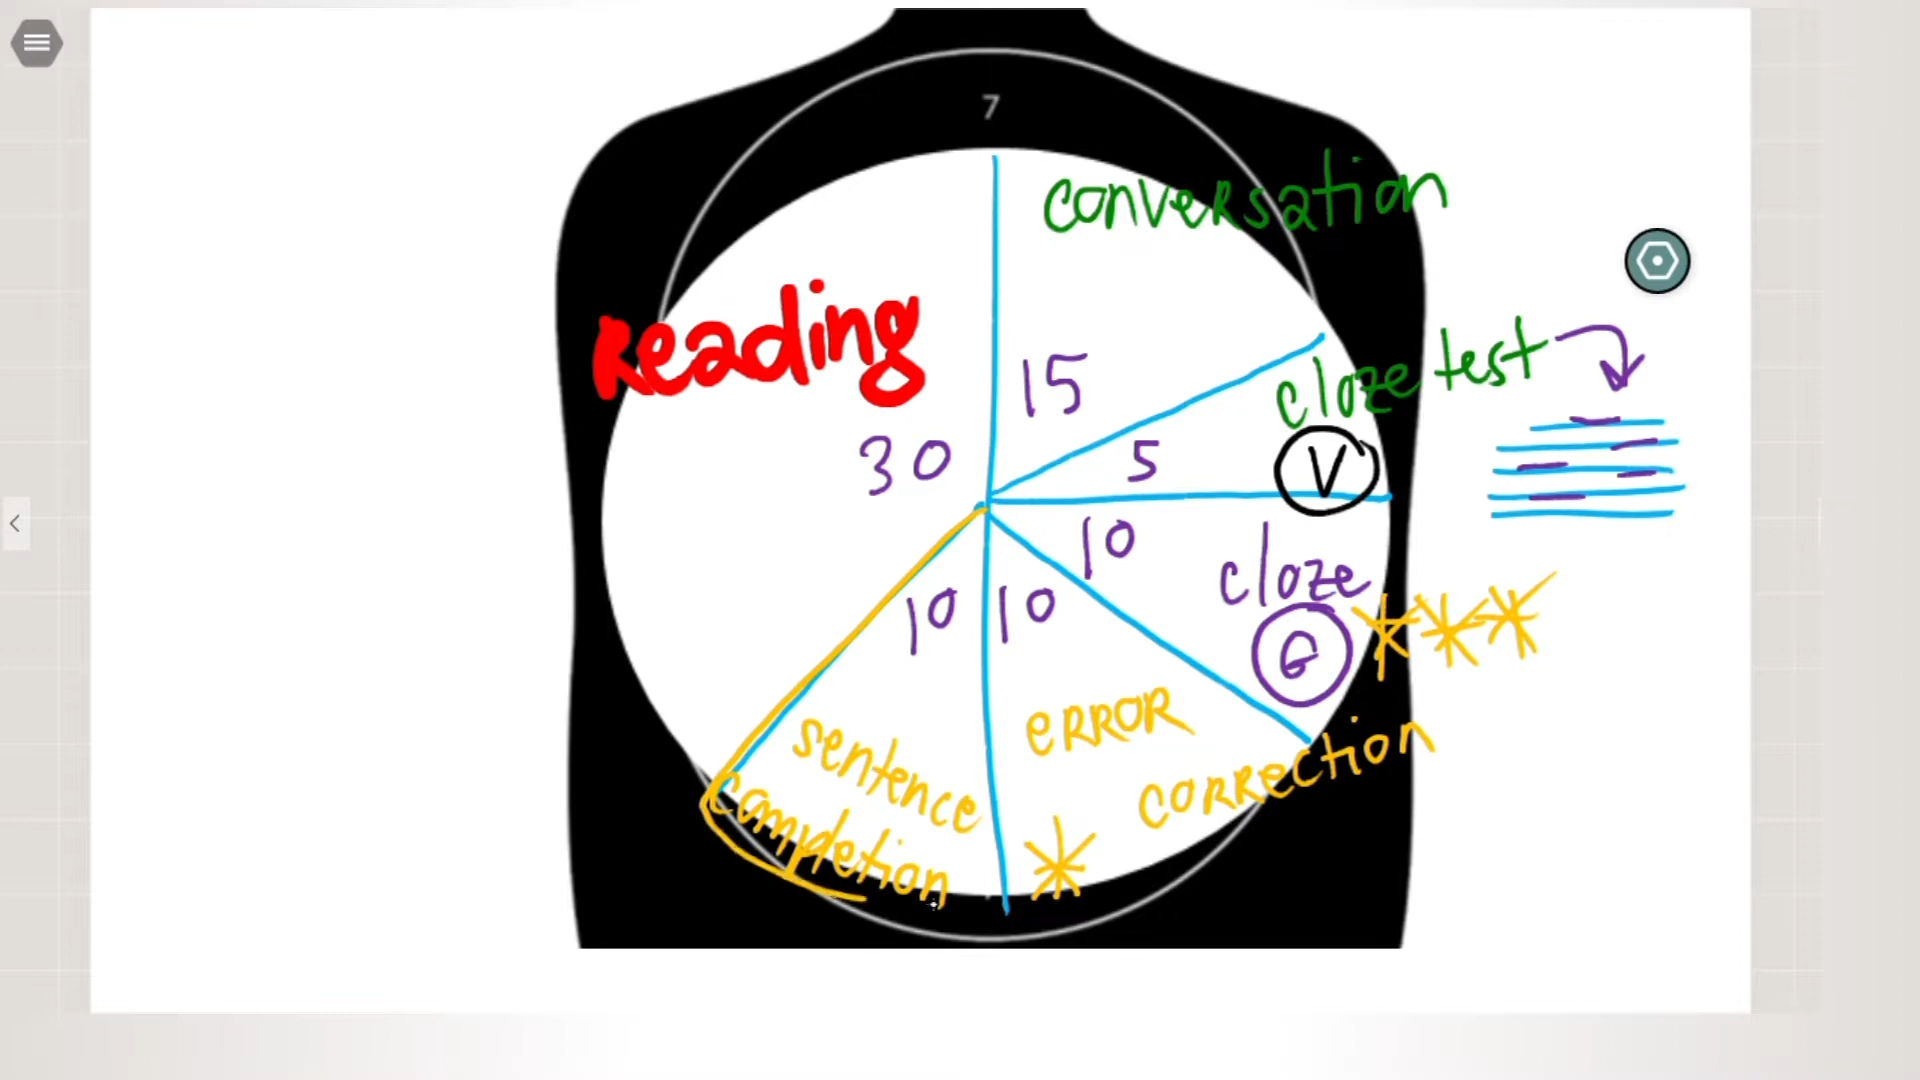 7
conversation
Reading
15
cloze test
30
5
V
10
cloze
10
10
G
ERROR
sentence
correction
completion